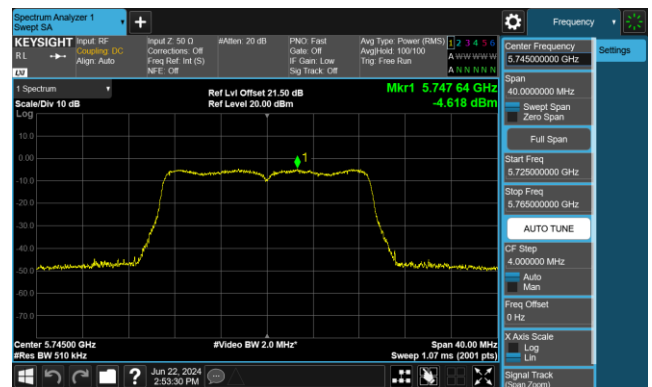 Spectrum Analyzer 1
Swept SA
Frequency
KEYSIGHT
RL
Input: RF
Coupling: DC
Align: Auto
Input Z: 50 Ω
Corrections: Off
Freq Ref: Int (S)
NFE: Off
#Atten: 20 dB
PNO: Fast
Gate: Off
IF Gain: Low
Sig Track: Off
Avg Type: Power (RMS)
Avg|Hold: 100/100
Trig: Free Run
1 2 3 4 5 6
A W W W W W
A N N N N N
LXI
1 Spectrum
Scale/Div 10 dB
Log
Ref Lvl Offset 21.50 dB
Ref Level 20.00 dBm
Mkr1 5.747 64 GHz
-4.618 dBm
1
10.0
0.00
-10.0
-20.0
-30.0
-40.0
-50.0
-60.0
-70.0
Center 5.74500 GHz
#Res BW 510 kHz
#Video BW 2.0 MHz*
Span 40.00 MHz
Sweep 1.07 ms (2001 pts)
Jun 22, 2024
2:53:30 PM
Center Frequency
5.745000000 GHz
Settings
Span
40.0000000 MHz
Swept Span
Zero Span
Full Span
Start Freq
5.725000000 GHz
Stop Freq
5.765000000 GHz
AUTO TUNE
CF Step
4.000000 MHz
Auto
Man
Freq Offset
0 Hz
X Axis Scale
Log
Lin
Signal Track
(Span Zoom)